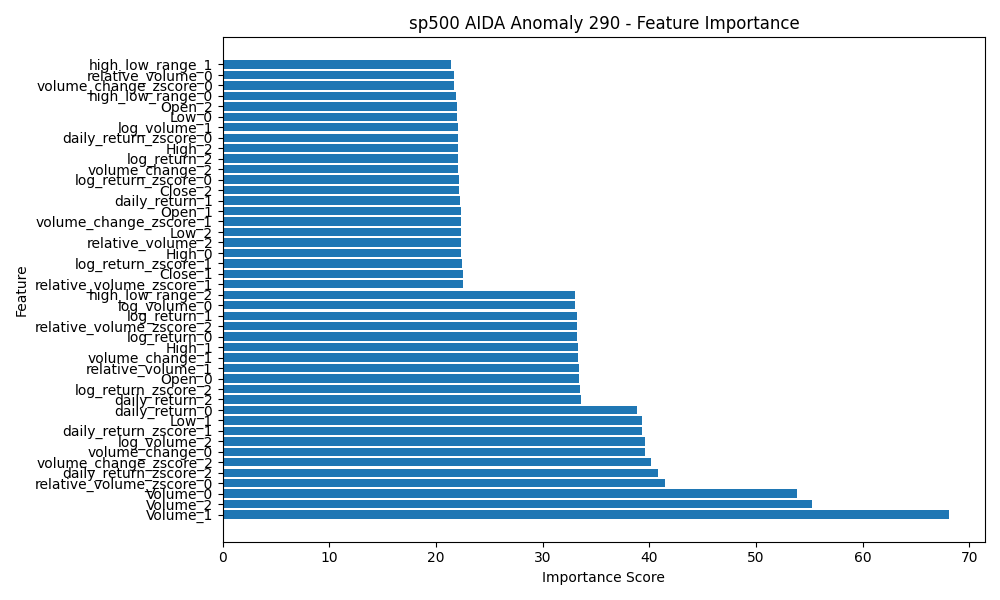 sp500 AIDA Anomaly 290 - Feature Importance
high_low_range_1
relative_volume_0
volume_change_zscore_0
high_low_range_0
Open_2
Low_0
log_volume_1
daily_return_zscore_0
High_2
log_return_2
volume_change_2
log_return_zscore_0
Close_2
daily_return_1
Open_1
volume_change_zscore_1
Low_2
relative_volume_2
High_0
log_return_zscore_1
Close_1
relative_volume_zscore_1
high_low_range_2
log_volume_0
log_return_1
relative_volume_zscore_2
log_return_0
High_1
volume_change_1
relative_volume_1
Open_0
log_return_zscore_2
daily_return_2
daily_return_0
Low_1
daily_return_zscore_1
log_volume_2
volume_change_0
volume_change_zscore_2
daily_return_zscore_2
relative_volume_zscore_0
Volume_0
Volume_2
Volume_1
Feature
0 10 20 30 40 50 60 70
Importance Score